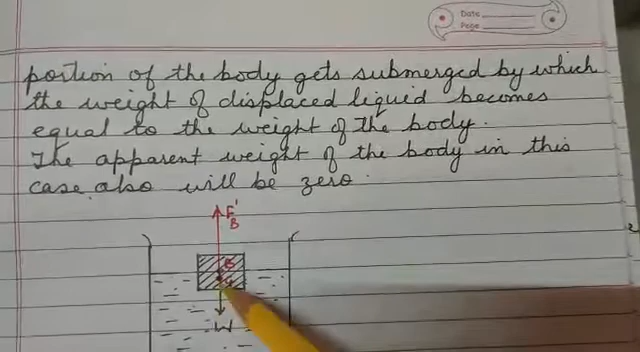 Date
Page
portion of the body gets submerged by which
the weight of displaced liquid becomes
equal to the weight of the body.
The apparent weight of the body in this
case also will be zero.
F'B
B
G
W